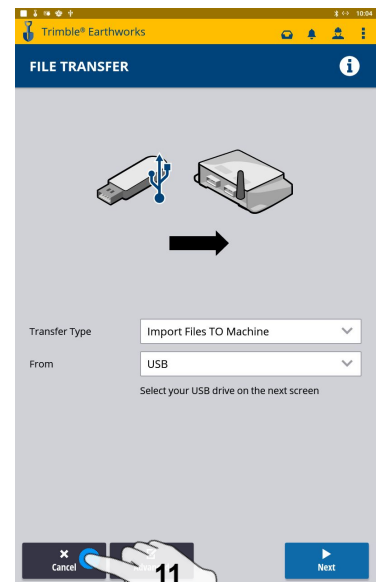 10:04
Trimble® Earthworks
FILE TRANSFER
Transfer Type
Import Files TO Machine
From
USB
Select your USB drive on the next screen
Cancel
11
Next